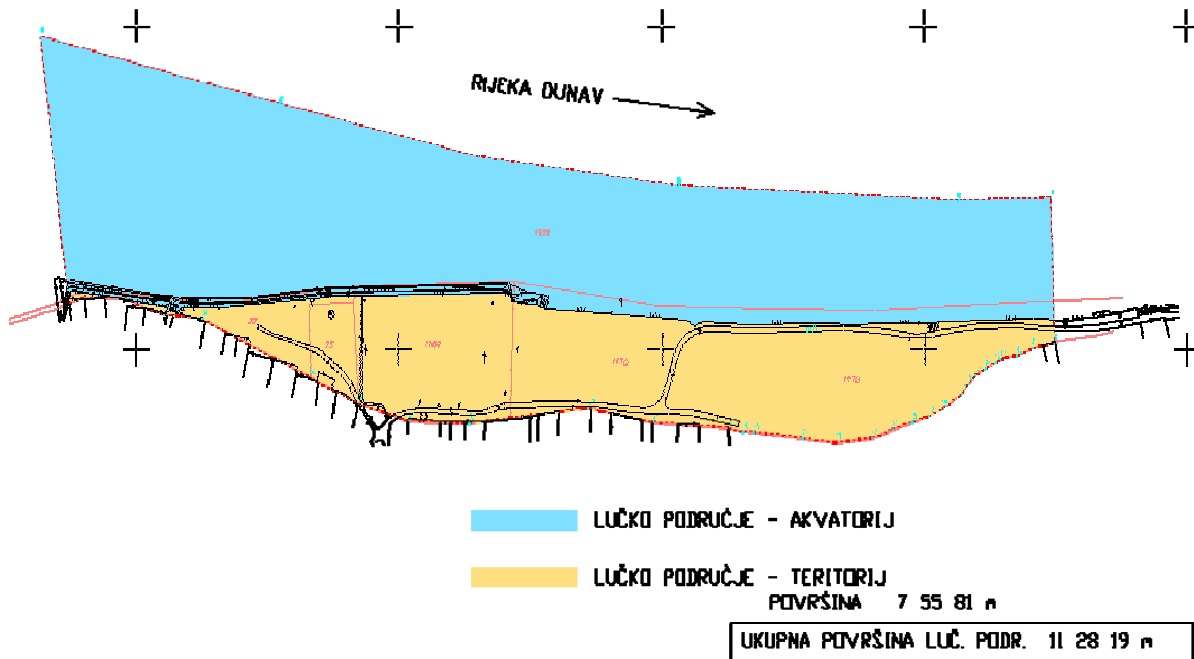 RIJEKA DUNAV
LUČKO PODRUČJE - AKVATORIJ
LUČKO PODRUČJE - TERITORIJ
POVRŠINA 7 55 81 m
UKUPNA POVRŠINA LUČ. PODR. 11 28 19 m